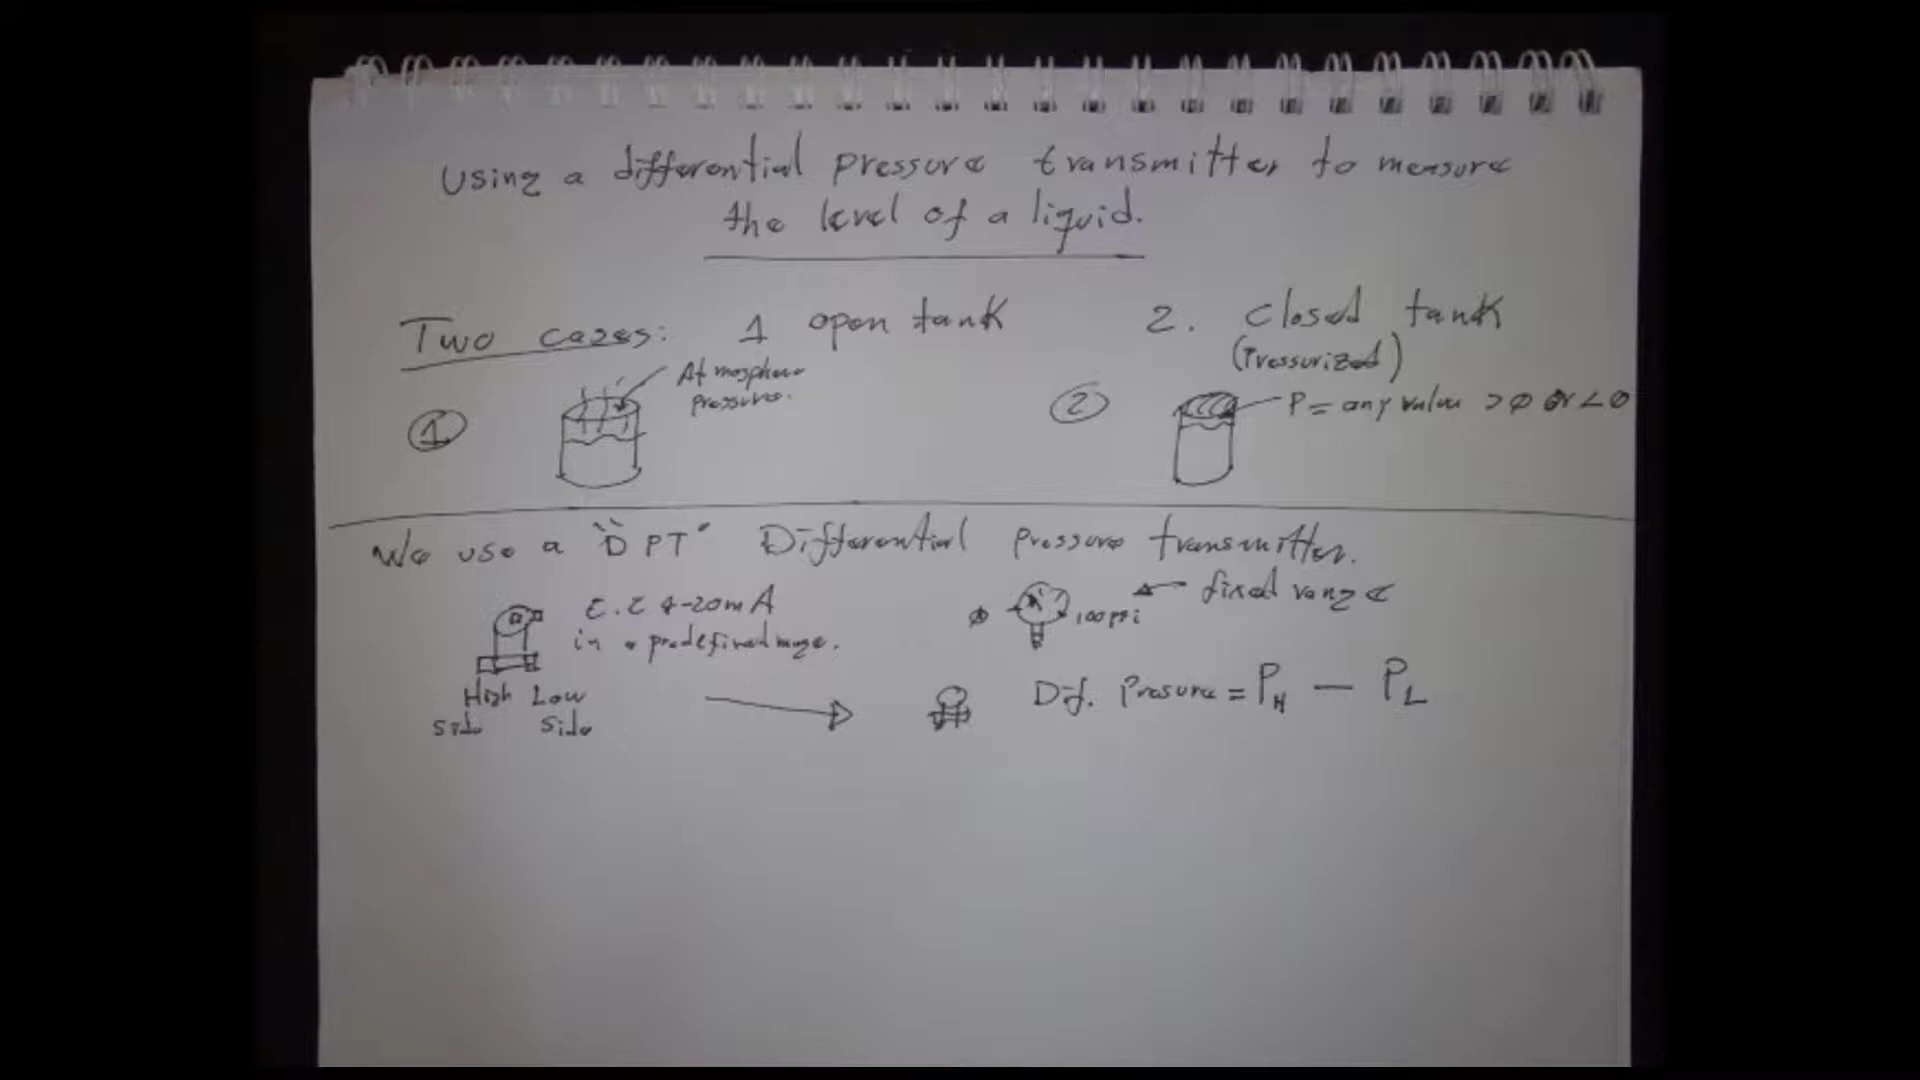 Using a differential pressure transmitter to measure
the level of a liquid.
Two cases: 1 open tank 2. Closed tank
(Pressurized)
Atmosphere
pressure.
1
2
P = any value > 0 or < 0
We use a "DPT" Differential pressure transmitter.
E.E 4-20mA
in a predefined range.
0 100psi fixed range
High Low
Side Side
Dif. Pressure = PH - PL